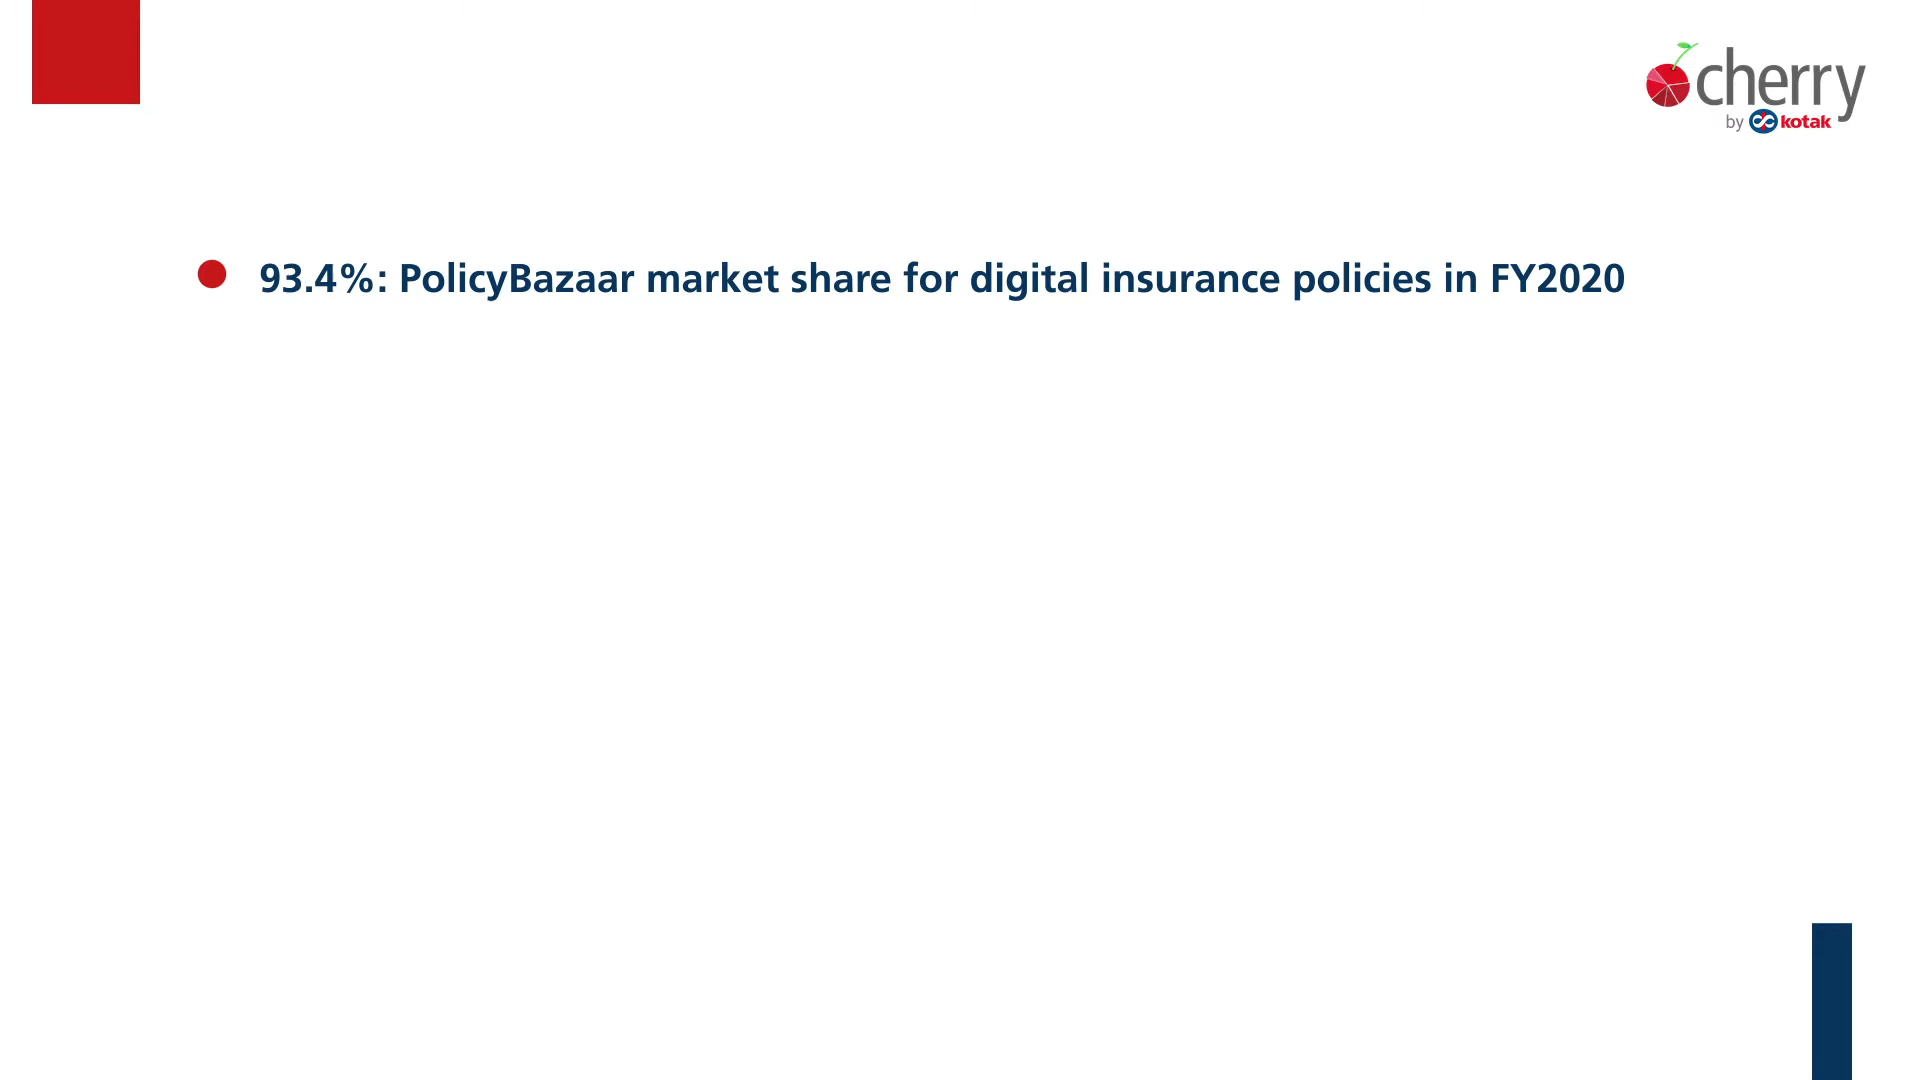 cherry
by kotak
93.4%: PolicyBazaar market share for digital insurance policies in FY2020